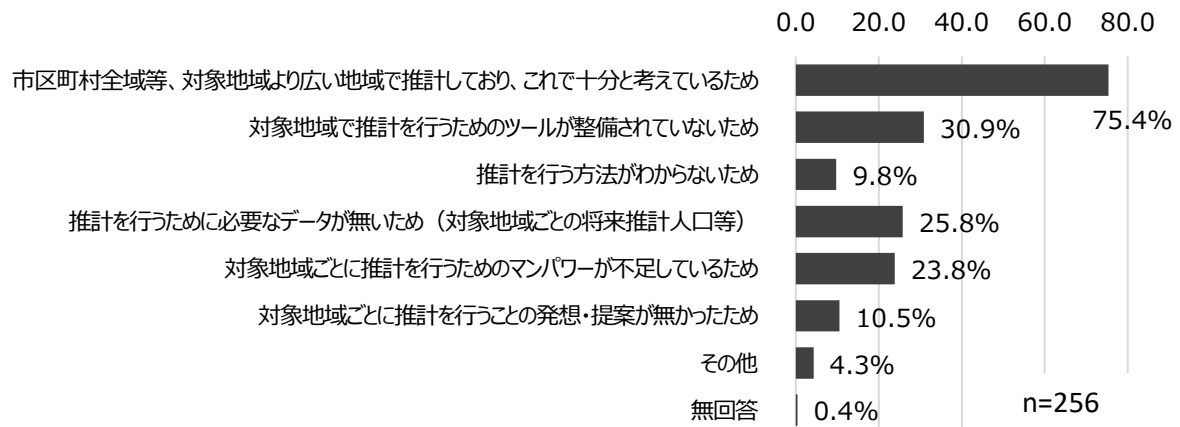 0.0 20.0 40.0 60.0 80.0
市区町村全域等、対象地域より広い地域で推計しており、これで十分と考えているため 75.4%
対象地域で推計を行うためのツールが整備されていないため 30.9%
推計を行う方法がわからないため 9.8%
推計を行うために必要なデータが無いため（対象地域ごとの将来推計人口等） 25.8%
対象地域ごとに推計を行うためのマンパワーが不足しているため 23.8%
対象地域ごとに推計を行うことの発想・提案が無かったため 10.5%
その他 4.3%
無回答 0.4%
n=256